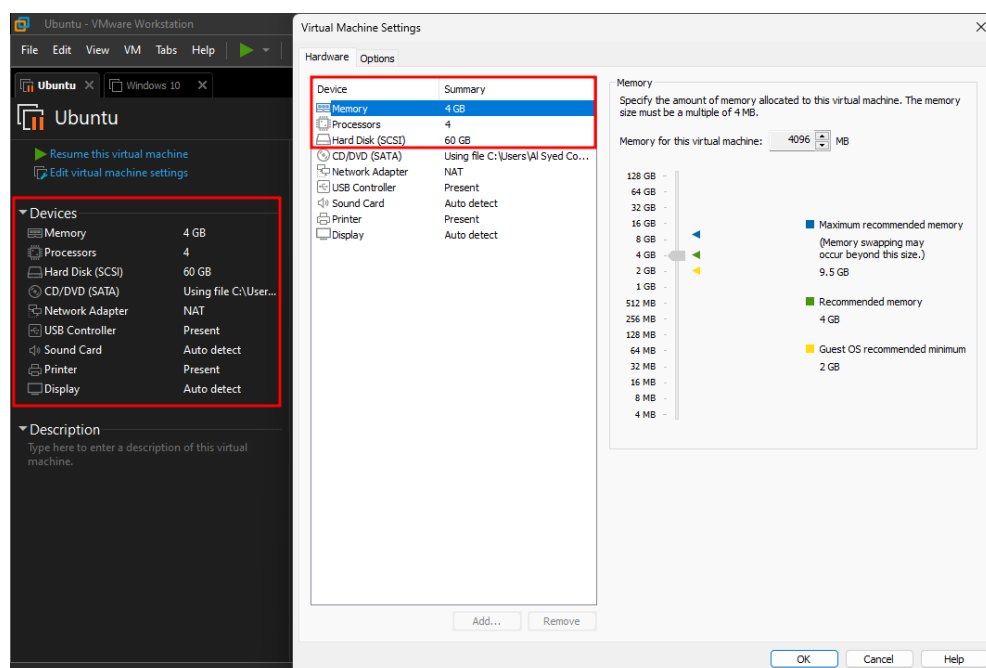 Ubuntu - VMware Workstation
File Edit View VM Tabs Help
Ubuntu
Windows 10
Ubuntu
Resume this virtual machine
Edit virtual machine settings
Devices
Memory 4 GB
Processors 4
Hard Disk (SCSI) 60 GB
CD/DVD (SATA) Using file C:\User...
Network Adapter NAT
USB Controller Present
Sound Card Auto detect
Printer Present
Display Auto detect
Description
Type here to enter a description of this virtual
machine.
Virtual Machine Settings
Hardware Options
Device Summary
Memory 4 GB
Processors 4
Hard Disk (SCSI) 60 GB
CD/DVD (SATA) Using file C:\Users\Al Syed Co...
Network Adapter NAT
USB Controller Present
Sound Card Auto detect
Printer Present
Display Auto detect
Add... Remove
Memory
Specify the amount of memory allocated to this virtual machine. The memory
size must be a multiple of 4 MB.
Memory for this virtual machine: 4096 MB
128 GB
64 GB
32 GB
16 GB
8 GB
4 GB
2 GB
1 GB
512 MB
256 MB
128 MB
64 MB
32 MB
16 MB
8 MB
4 MB
Maximum recommended memory
(Memory swapping may
occur beyond this size.)
9.5 GB
Recommended memory
4 GB
Guest OS recommended minimum
2 GB
OK Cancel Help